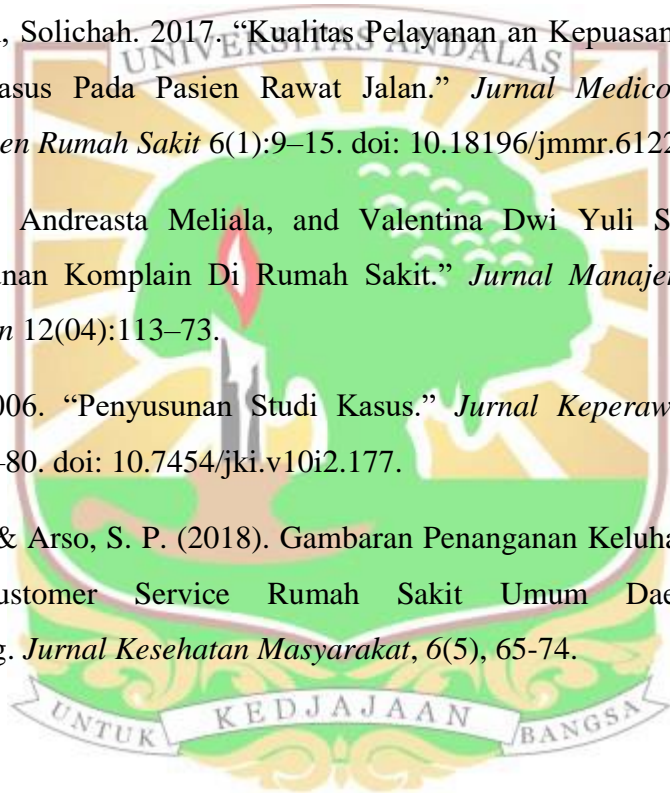 , Solichah. 2017. “Kualitas Pelayanan an Kepuasan
UNIVERSITAS ANDALAS
asus Pada Pasien Rawat Jalan.” Jurnal Medico
en Rumah Sakit 6(1):9–15. doi: 10.18196/jmmr.6122
Andreasta Meliala, and Valentina Dwi Yuli S
nan Komplain Di Rumah Sakit.” Jurnal Manajer
n 12(04):113–73.
006. “Penyusunan Studi Kasus.” Jurnal Keperaw
–80. doi: 10.7454/jki.v10i2.177.
& Arso, S. P. (2018). Gambaran Penanganan Keluha
ustomer Service Rumah Sakit Umum Dae
g. Jurnal Kesehatan Masyarakat, 6(5), 65-74.
UNTUK KEDJAJAAN BANGSA